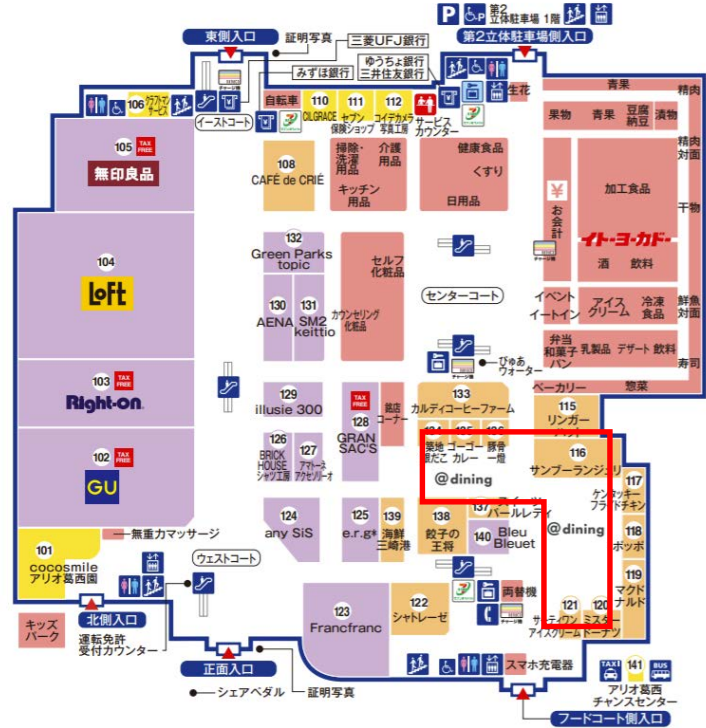 P P 第2
立体駐車場 1階
第2立体駐車場側入口
東側入口
証明写真
三菱UFJ銀行
みずほ銀行
ゆうちょ銀行
三井住友銀行
106 クラフトマン
サービス
イーストコート
自転車
110
CILGRACE
111
セブン
保険ショップ
112
コイデカメラ
写真工房
サービス
カウンター
生花
青果
精肉
果物
青果
豆腐
納豆
漬物
精肉
対面
105 TAX FREE
無印良品
108
CAFÉ de CRIÉ
掃除・
洗濯
用品
介護
用品
キッチン
用品
健康食品
くすり
日用品
¥
お会計
加工食品
干物
イトーヨーカドー
酒 飲料
104
LOFT
132
Green Parks
topic
130
AENA
131
SM2
keittio
セルフ
化粧品
カウンセリング
化粧品
センターコート
イベント
イートイン
アイス
クリーム
冷凍
食品
鮮魚
対面
弁当
和菓子
パン
乳製品 デザート 飲料
寿司
ぴゅあ
ウォーター
ベーカリー
惣菜
103 TAX FREE
Right-on
129
illusie 300
TAX FREE
128
GRAN
SAC'S
銘店
コーナー
133
カルディコーヒーファーム
115
リンガー
134 135 136
築地
銀だこ
ゴーゴー
カレー
豚骨
一燈
116
サンブーランジェリ
102 TAX FREE
GU
126
BRICK
HOUSE
シャツ工房
127
アマトーネ
アクセソリーオ
@dining
117
ケンタッキー
フライドチキン
124
any SiS
125
e.r.g*
139
海鮮
三崎港
138
餃子の
王将
137 スイーツ
パールレディ
140 Bleu
Bleuet
@dining
118
ポッポ
119
マクド
ナルド
無重力マッサージ
101
cocosmile
アリオ葛西園
ウェストコート
両替機
121
サーティワン
アイスクリーム
120
ミスター
ドーナツ
122
シャトレーゼ
123
Francfranc
キッズ
パーク
北側入口
運転免許
受付カウンター
正面入口
シェアペダル
証明写真
スマホ充電器
TAXI 141 BUS
アリオ葛西
チャンスセンター
フードコート側入口